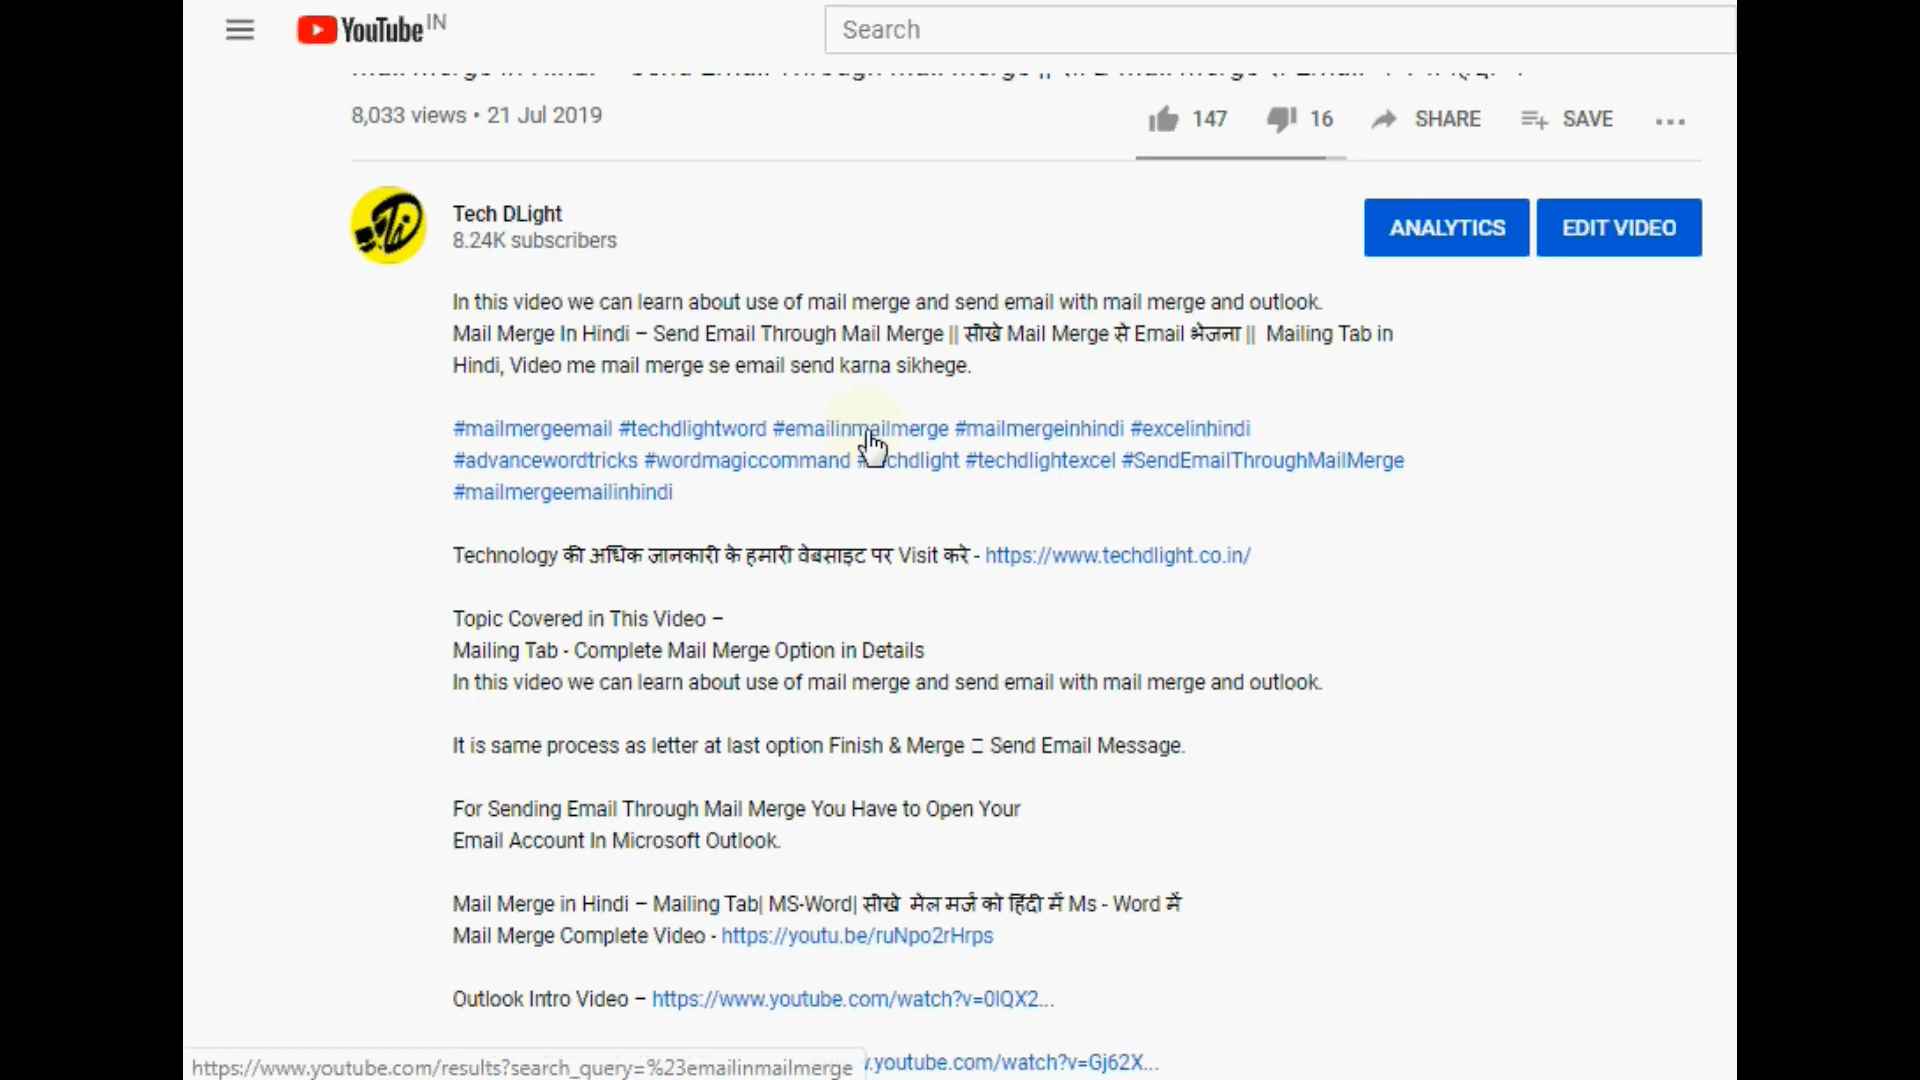 YouTube IN
Search
8,033 views • 21 Jul 2019
147
16
SHARE
SAVE
Tech DLight
8.24K subscribers
ANALYTICS
EDIT VIDEO
In this video we can learn about use of mail merge and send email with mail merge and outlook.
Mail Merge In Hindi – Send Email Through Mail Merge || सीखे Mail Merge से Email भेजना || Mailing Tab in
Hindi, Video me mail merge se email send karna sikhege.
#mailmergeemail #techdlightword #emailinmailmerge #mailmergeinhindi #excelinhindi
#advancewordtricks #wordmagiccommand #techdlight #techdlightexcel #SendEmailThroughMailMerge
#mailmergeemailinhindi
Technology की अधिक जानकारी के हमारी वेबसाइट पर Visit करे - https://www.techdlight.co.in/
Topic Covered in This Video –
Mailing Tab - Complete Mail Merge Option in Details
In this video we can learn about use of mail merge and send email with mail merge and outlook.
It is same process as letter at last option Finish & Merge Send Email Message.
For Sending Email Through Mail Merge You Have to Open Your
Email Account In Microsoft Outlook.
Mail Merge in Hindi – Mailing Tab| MS-Word| सीखे मेल मर्ज को हिंदी में Ms - Word में
Mail Merge Complete Video - https://youtu.be/ruNpo2rHrps
Outlook Intro Video – https://www.youtube.com/watch?v=0lQX2...
.youtube.com/watch?v=Gj62X...
https://www.youtube.com/results?search_query=%23emailinmailmerge